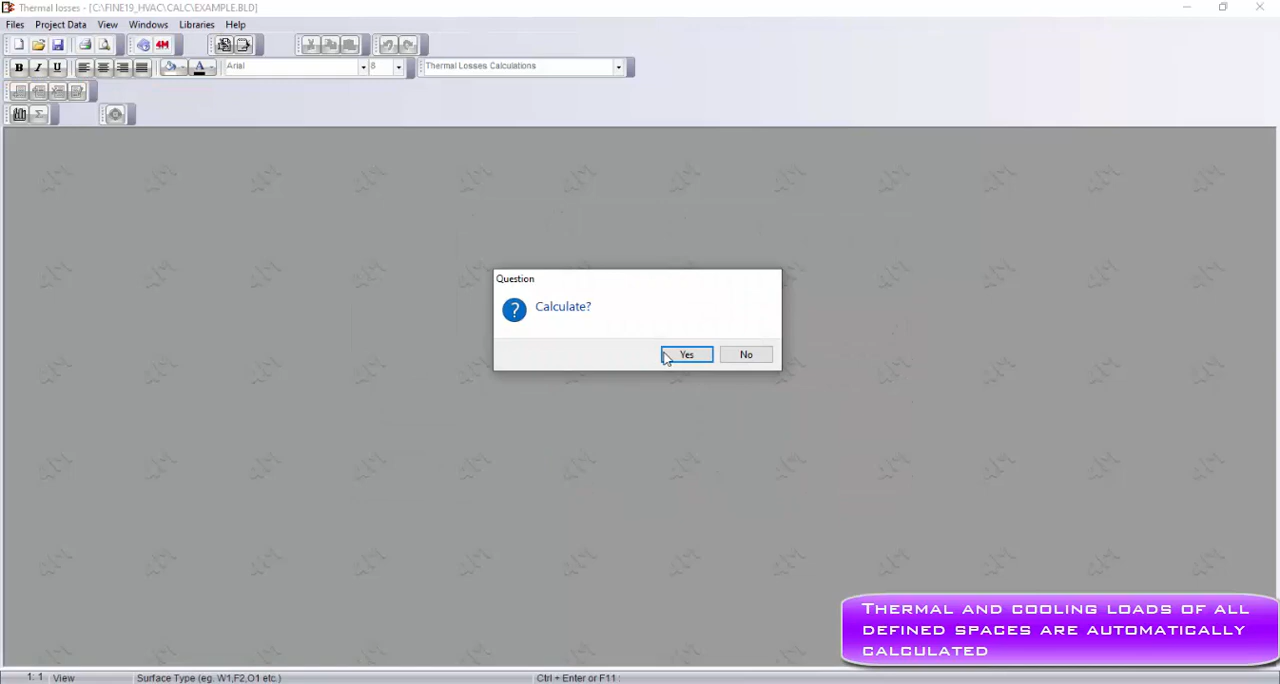 Thermal losses - [C:\FINE19_HVAC\CALC\EXAMPLE.BLD]
Files Project Data View Windows Libraries Help
4M
B I U A Arial 8 Thermal Losses Calculations
Question
Calculate?
Yes No
THERMAL AND COOLING LOADS OF ALL
DEFINED SPACES ARE AUTOMATICALLY
CALCULATED
1: 1 View Surface Type (eg. W1,F2,O1 etc.) Ctrl + Enter or F11 :